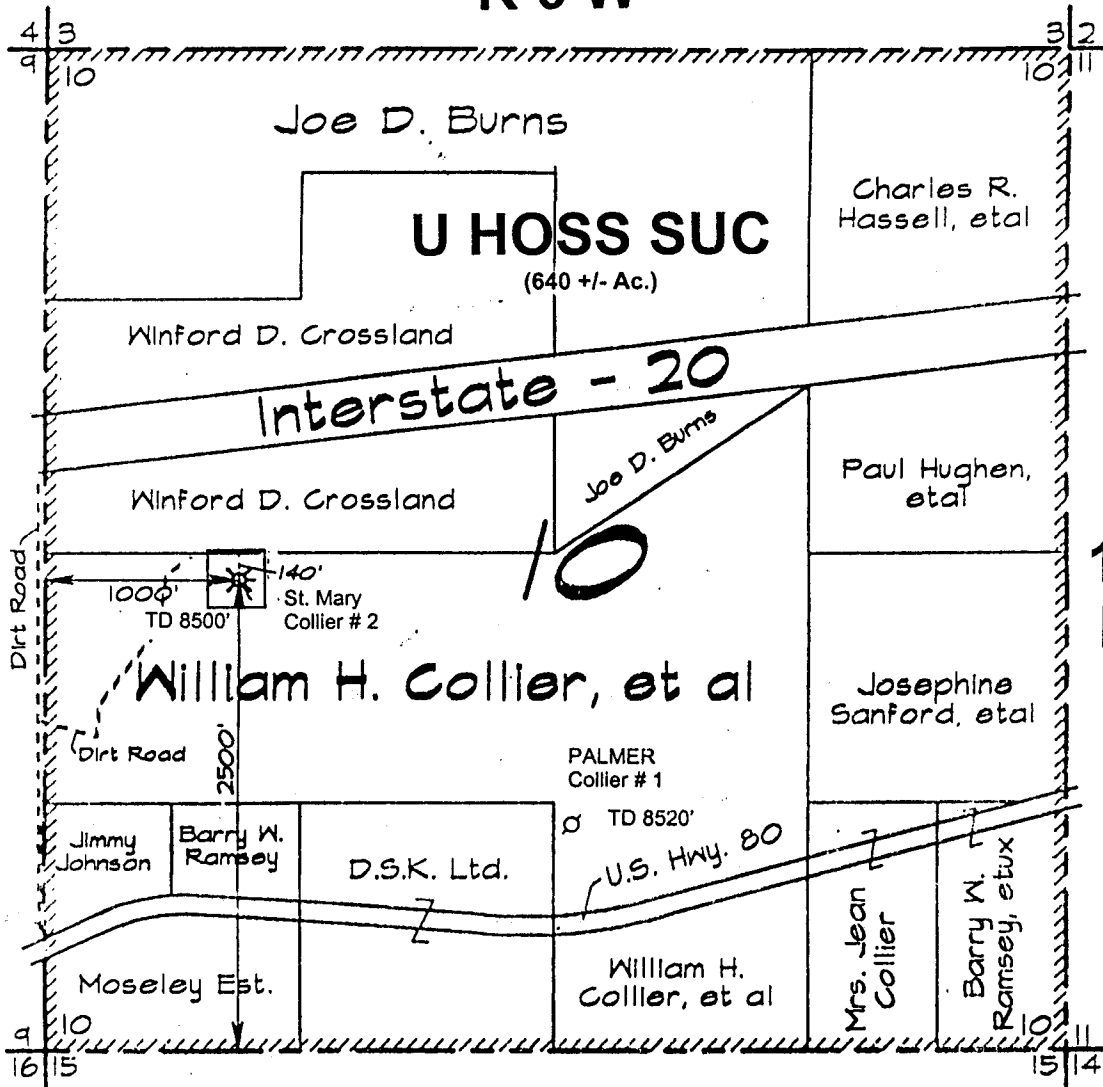 4 3
3 2
9 10
10 11
Joe D. Burns
Charles R.
Hassell, etal
U HOSS SUC
(640 +/- Ac.)
Winford D. Crossland
Interstate - 20
Joe D. Burns
Winford D. Crossland
Paul Hughen,
etal
10
Dirt Road
1000'
140'
TD 8500'
St. Mary
Collier # 2
William H. Collier, et al
Josephine
Sanford, etal
Dirt Road
2500'
PALMER
Collier # 1
TD 8520'
Jimmy
Johnson
Barry W.
Ramsey
D.S.K. Ltd.
U.S. Hwy. 80
Moseley Est.
William H.
Collier, et al
Mrs. Jean
Collier
Barry W.
Ramsey, etux
9 10
10 11
16 15
15 14